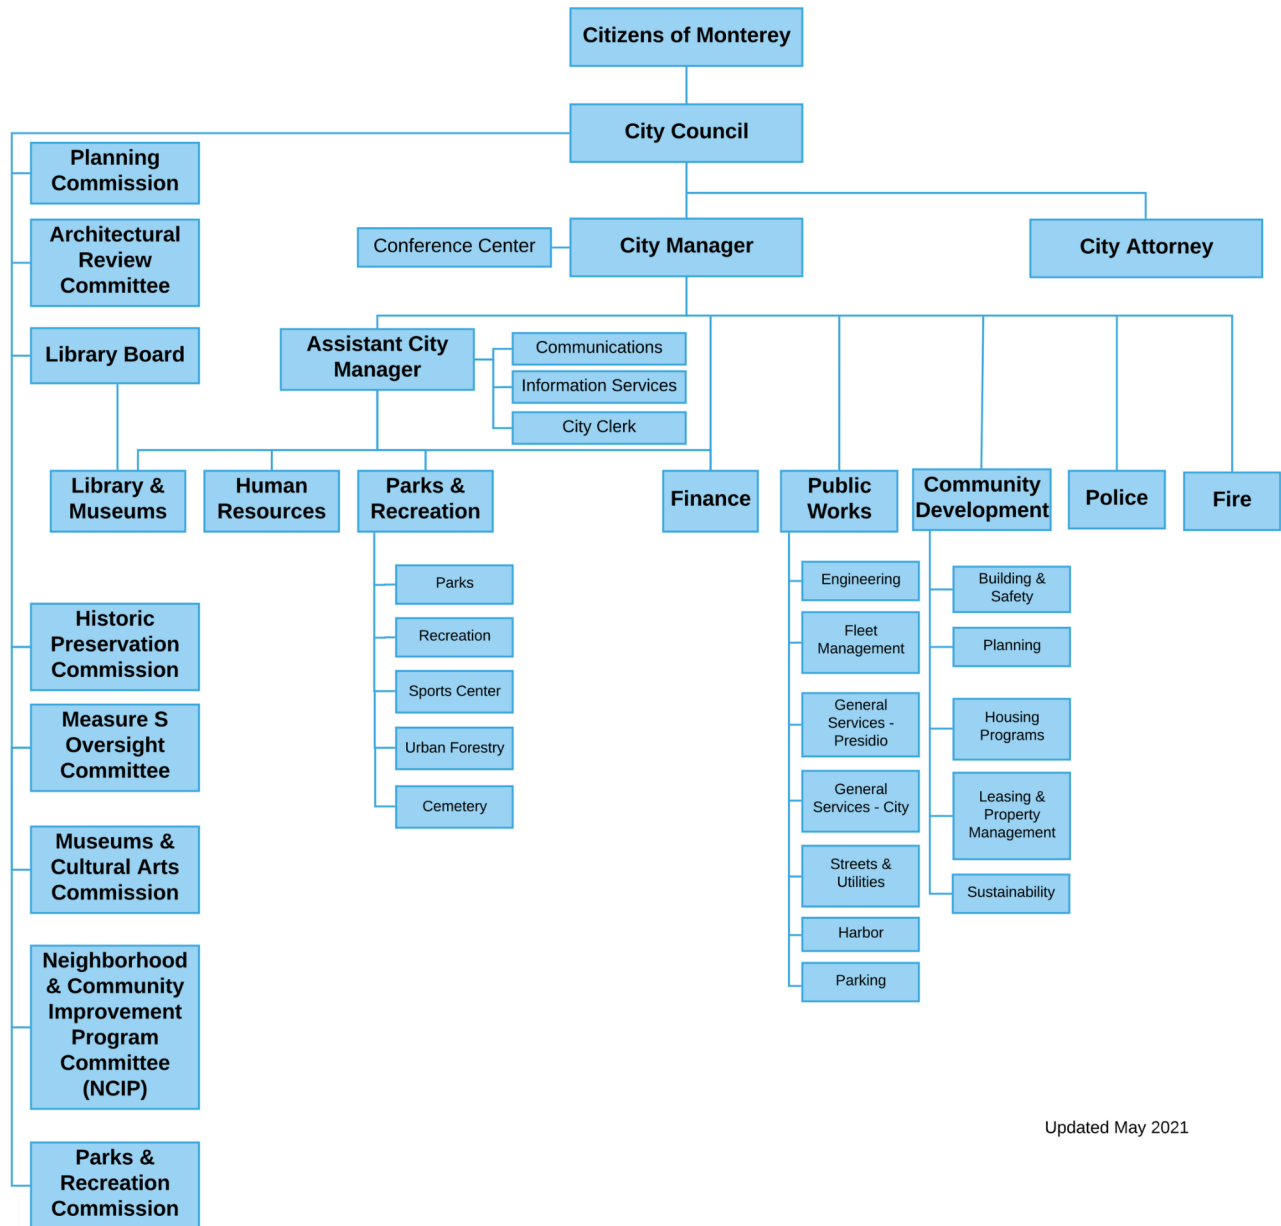 Citizens of Monterey
City Council
Planning
Commission
Architectural
Review
Committee
Conference Center
City Manager
City Attorney
Library Board
Assistant City
Manager
Communications
Information Services
City Clerk
Library &
Museums
Human
Resources
Parks &
Recreation
Finance
Public
Works
Community
Development
Police
Fire
Parks
Recreation
Sports Center
Urban Forestry
Cemetery
Engineering
Fleet
Management
General
Services -
Presidio
General
Services - City
Streets &
Utilities
Harbor
Parking
Building &
Safety
Planning
Housing
Programs
Leasing &
Property
Management
Sustainability
Historic
Preservation
Commission
Measure S
Oversight
Committee
Museums &
Cultural Arts
Commission
Neighborhood
& Community
Improvement
Program
Committee
(NCIP)
Parks &
Recreation
Commission
Updated May 2021